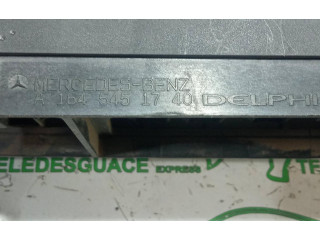 MERCEDES-BENZ
A 164 545 17 40 DELPHI
TELEDESGUACE EXPRESS